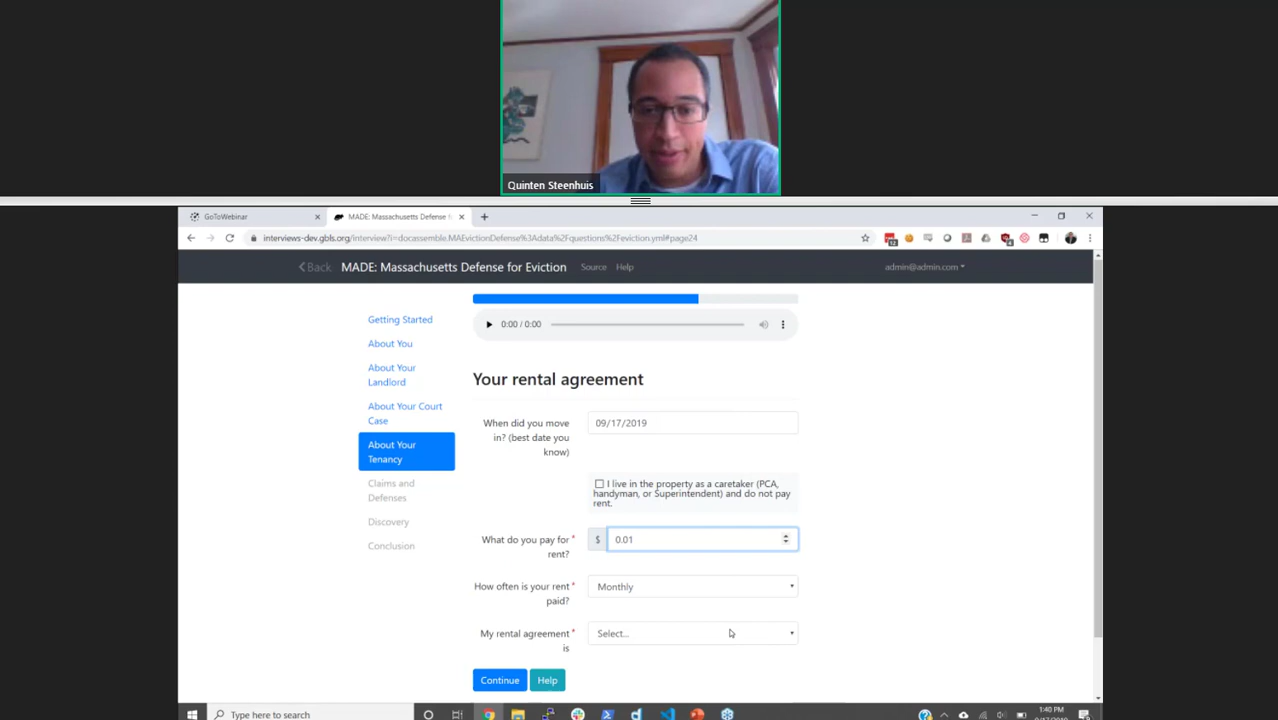 Quinten Steenhuis
GoToWebinar
MADE: Massachusetts Defense f
interviews-dev.gbls.org/interview?i=docassemble.MAEvictionDefense%3Adata%2Fquestions%2Feviction.yml#page24
Back
MADE: Massachusetts Defense for Eviction
Source
Help
admin@admin.com
Getting Started
About You
About Your
Landlord
About Your Court
Case
About Your
Tenancy
Claims and
Defenses
Discovery
Conclusion
0:00 / 0:00
Your rental agreement
When did you move
in? (best date you
know)
09/17/2019
I live in the property as a caretaker (PCA,
handyman, or Superintendent) and do not pay
rent.
What do you pay for *
rent?
$ 0.01
How often is your rent *
paid?
Monthly
My rental agreement *
is
Select...
Continue
Help
Type here to search
1:40 PM